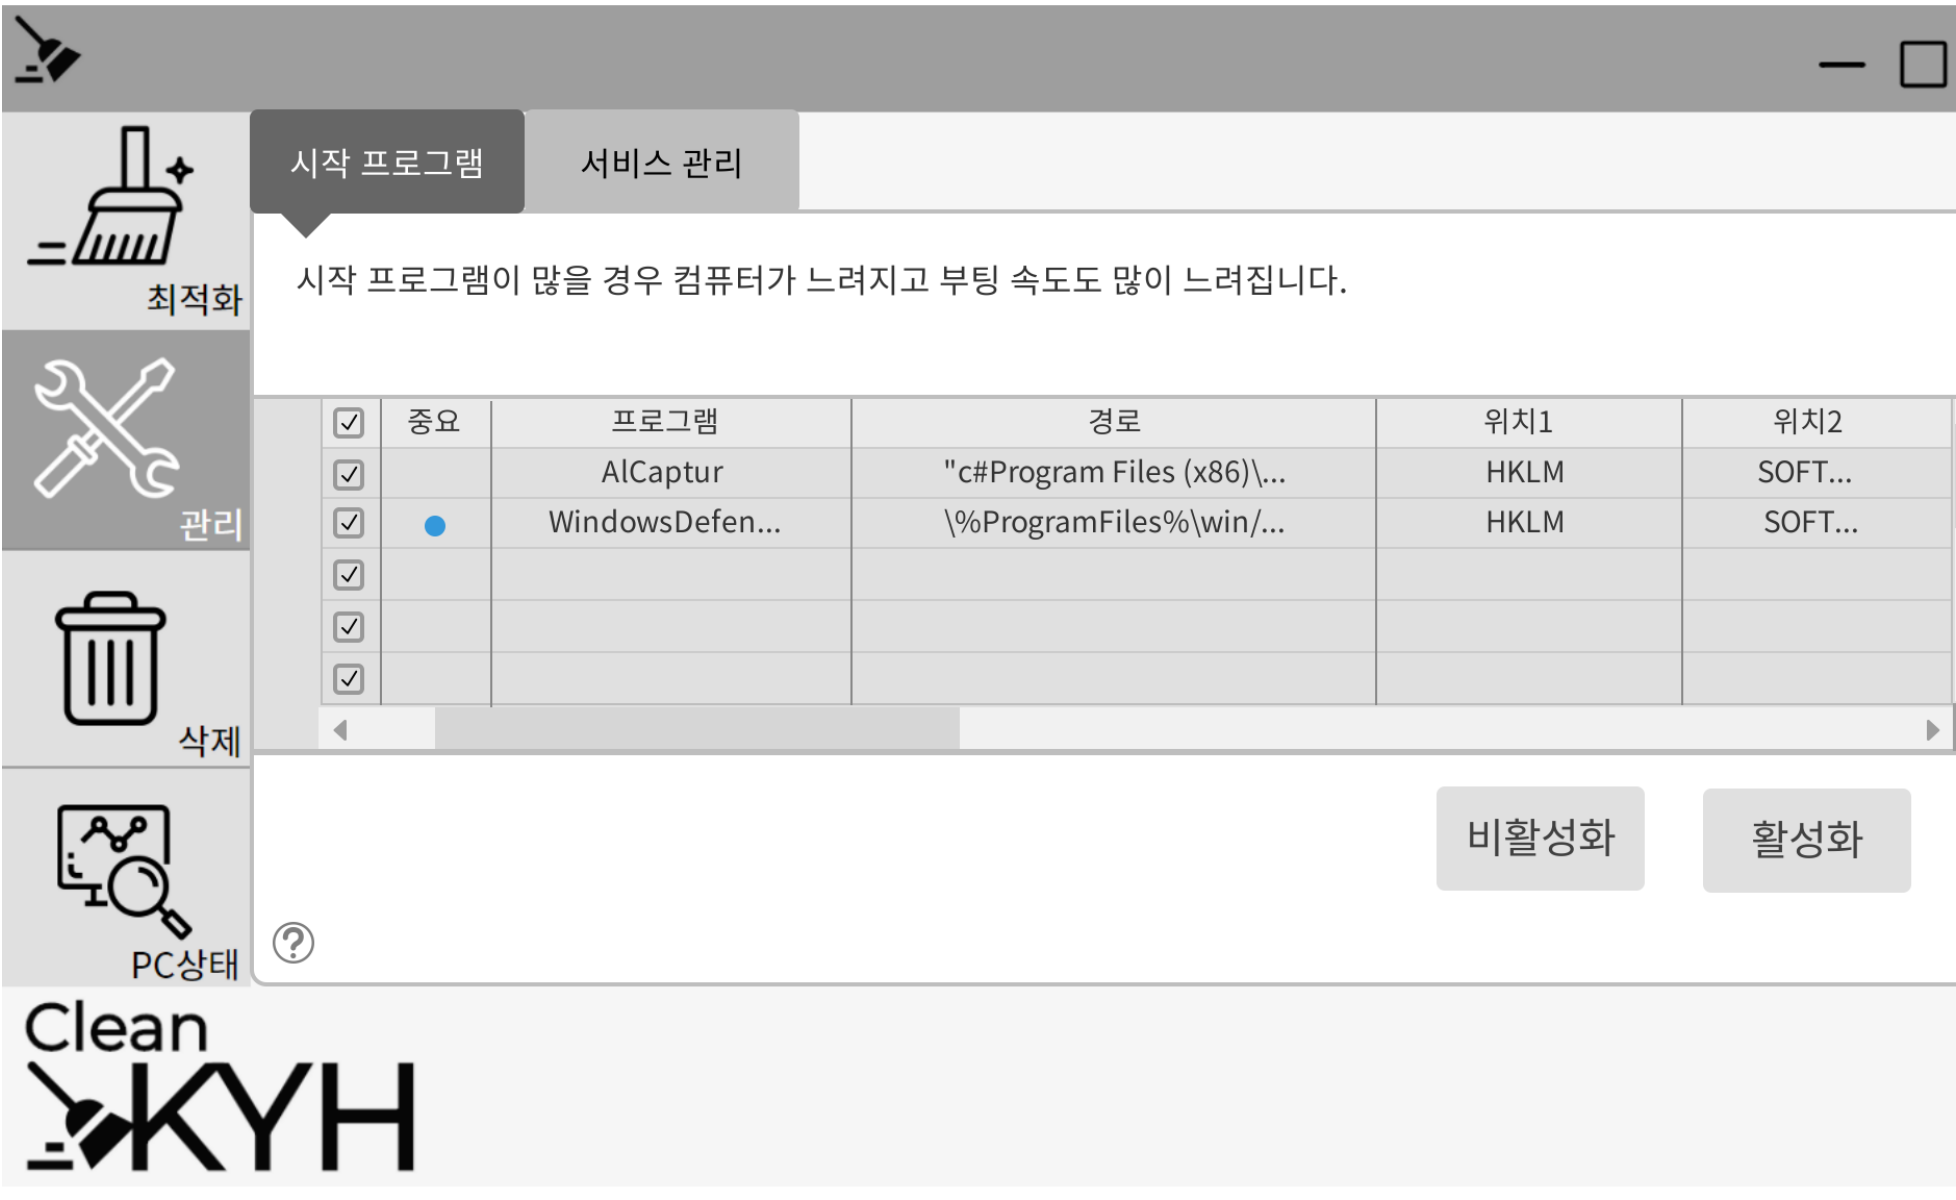 시작 프로그램
서비스 관리
최적화
관리
삭제
PC상태
시작 프로그램이 많을 경우 컴퓨터가 느려지고 부팅 속도도 많이 느려집니다.
중요 프로그램 경로 위치1 위치2
AlCaptur "c#Program Files (x86)\... HKLM SOFT...
WindowsDefen... \%ProgramFiles%\win/... HKLM SOFT...
비활성화
활성화
?
Clean
KYH